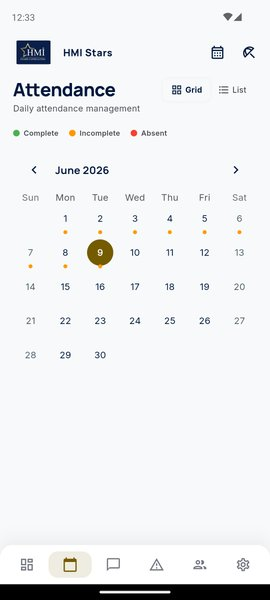 12:33
HMI
HMI Stars
Attendance
Grid
List
Daily attendance management
Complete
Incomplete
Absent
June 2026
Sun Mon Tue Wed Thu Fri Sat
1 2 3 4 5 6
7 8 9 10 11 12 13
14 15 16 17 18 19 20
21 22 23 24 25 26 27
28 29 30